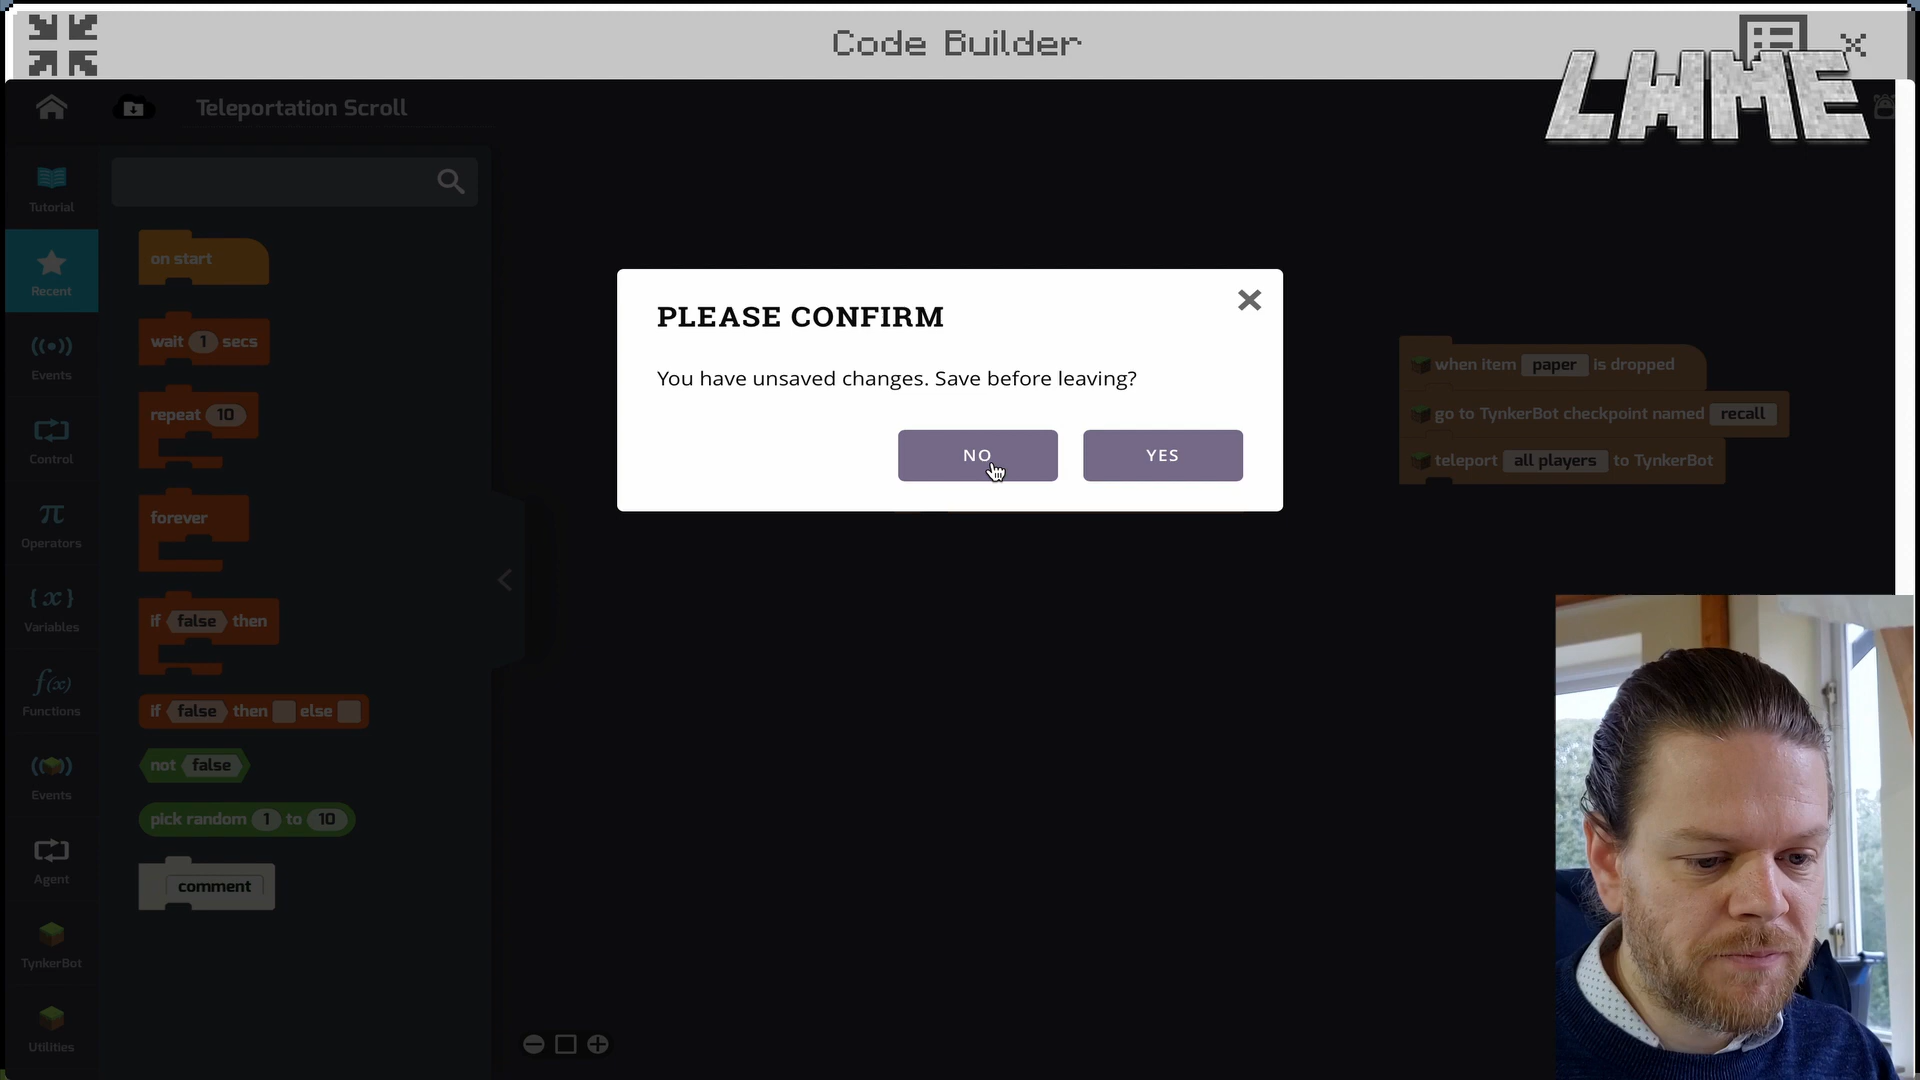 Code Builder
LWME
Teleportation Scroll
Tutorial
Recent
Events
Control
Operators
Variables
Functions
Events
Agent
TynkerBot
Utilities
on start
wait 1 secs
repeat 10
forever
if false then
if false then else
not false
pick random 1 to 10
comment
PLEASE CONFIRM
You have unsaved changes. Save before leaving?
NO
YES
when item paper is dropped
go to TynkerBot checkpoint named recall
teleport all players to TynkerBot